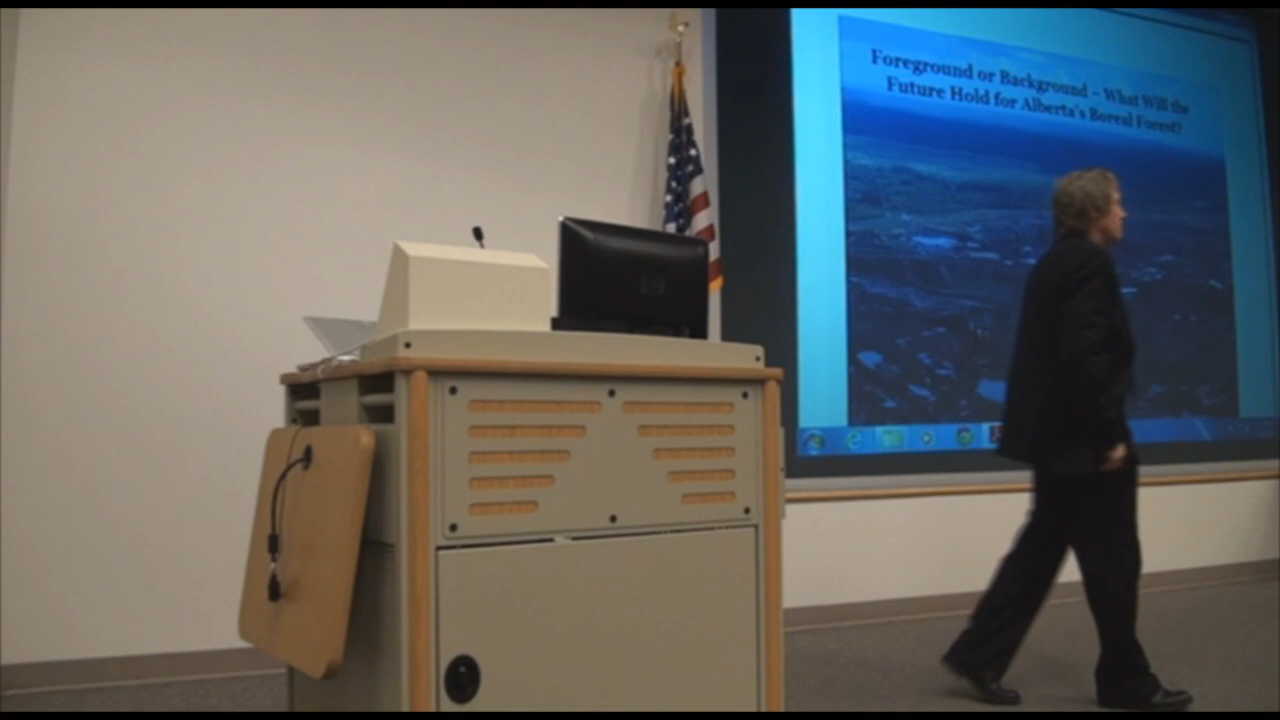 Foreground or Background – What Will the
Future Hold for Alberta's Boreal Forest?